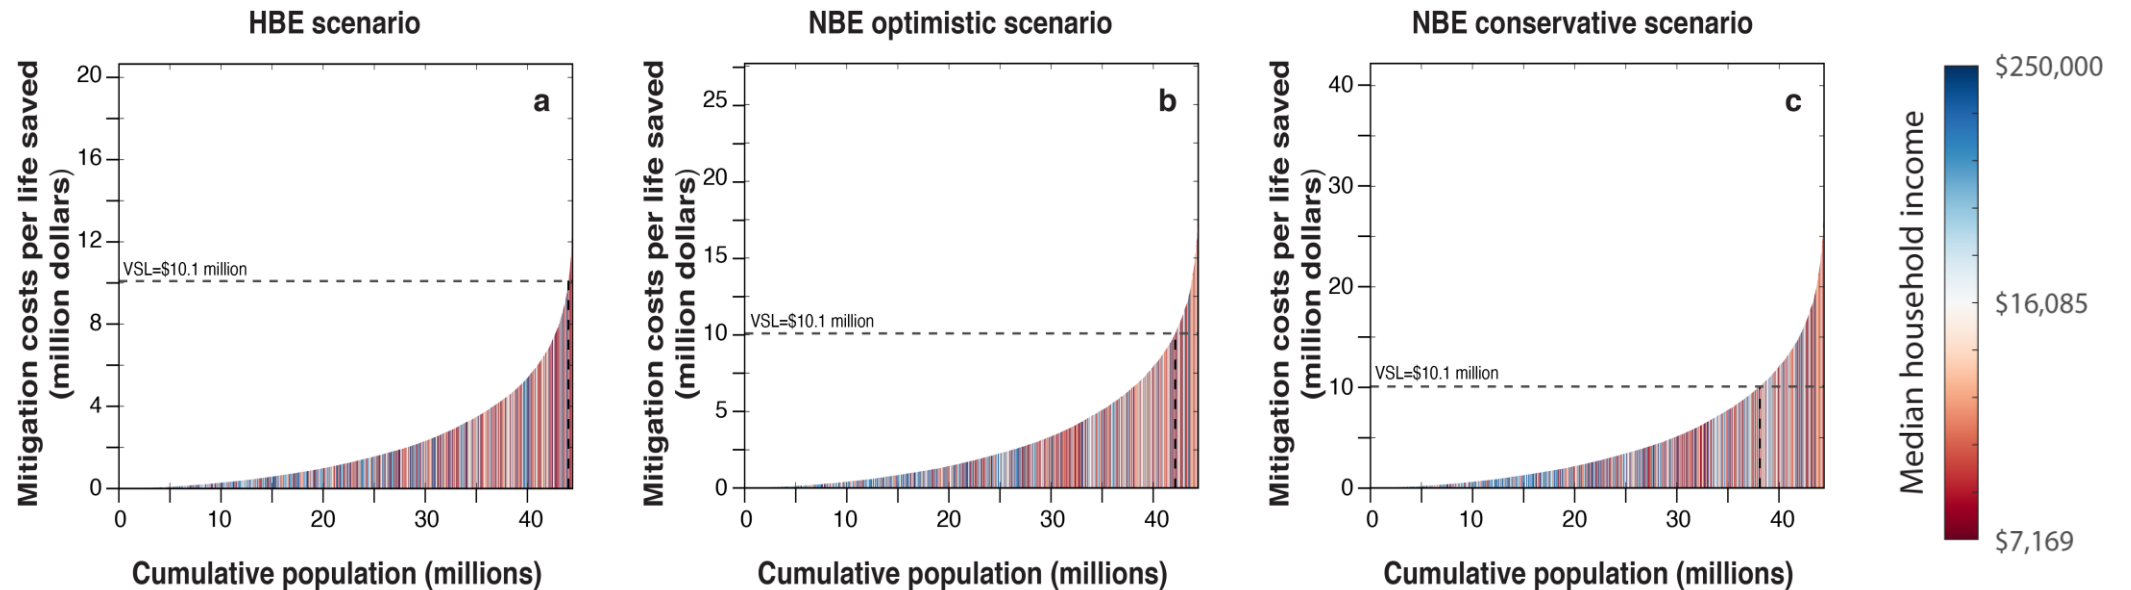 HBE scenario
Mitigation costs per life saved
(million dollars)
20
16
12
8
4
0
a
VSL=$10.1 million
0 10 20 30 40
Cumulative population (millions)
NBE optimistic scenario
Mitigation costs per life saved
(million dollars)
25
20
15
10
5
0
b
VSL=$10.1 million
0 10 20 30 40
Cumulative population (millions)
NBE conservative scenario
Mitigation costs per life saved
(million dollars)
40
30
20
10
0
c
VSL=$10.1 million
0 10 20 30 40
Cumulative population (millions)
Median household income
$250,000
$16,085
$7,169